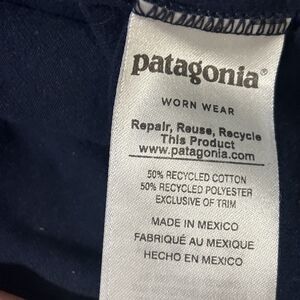 patagonia®
WORN WEAR
Repair, Reuse, Recycle
This Product
www.patagonia.com
50% RECYCLED COTTON
50% RECYCLED POLYESTER
EXCLUSIVE OF TRIM
MADE IN MEXICO
FABRIQUÉ AU MEXIQUE
HECHO EN MEXICO